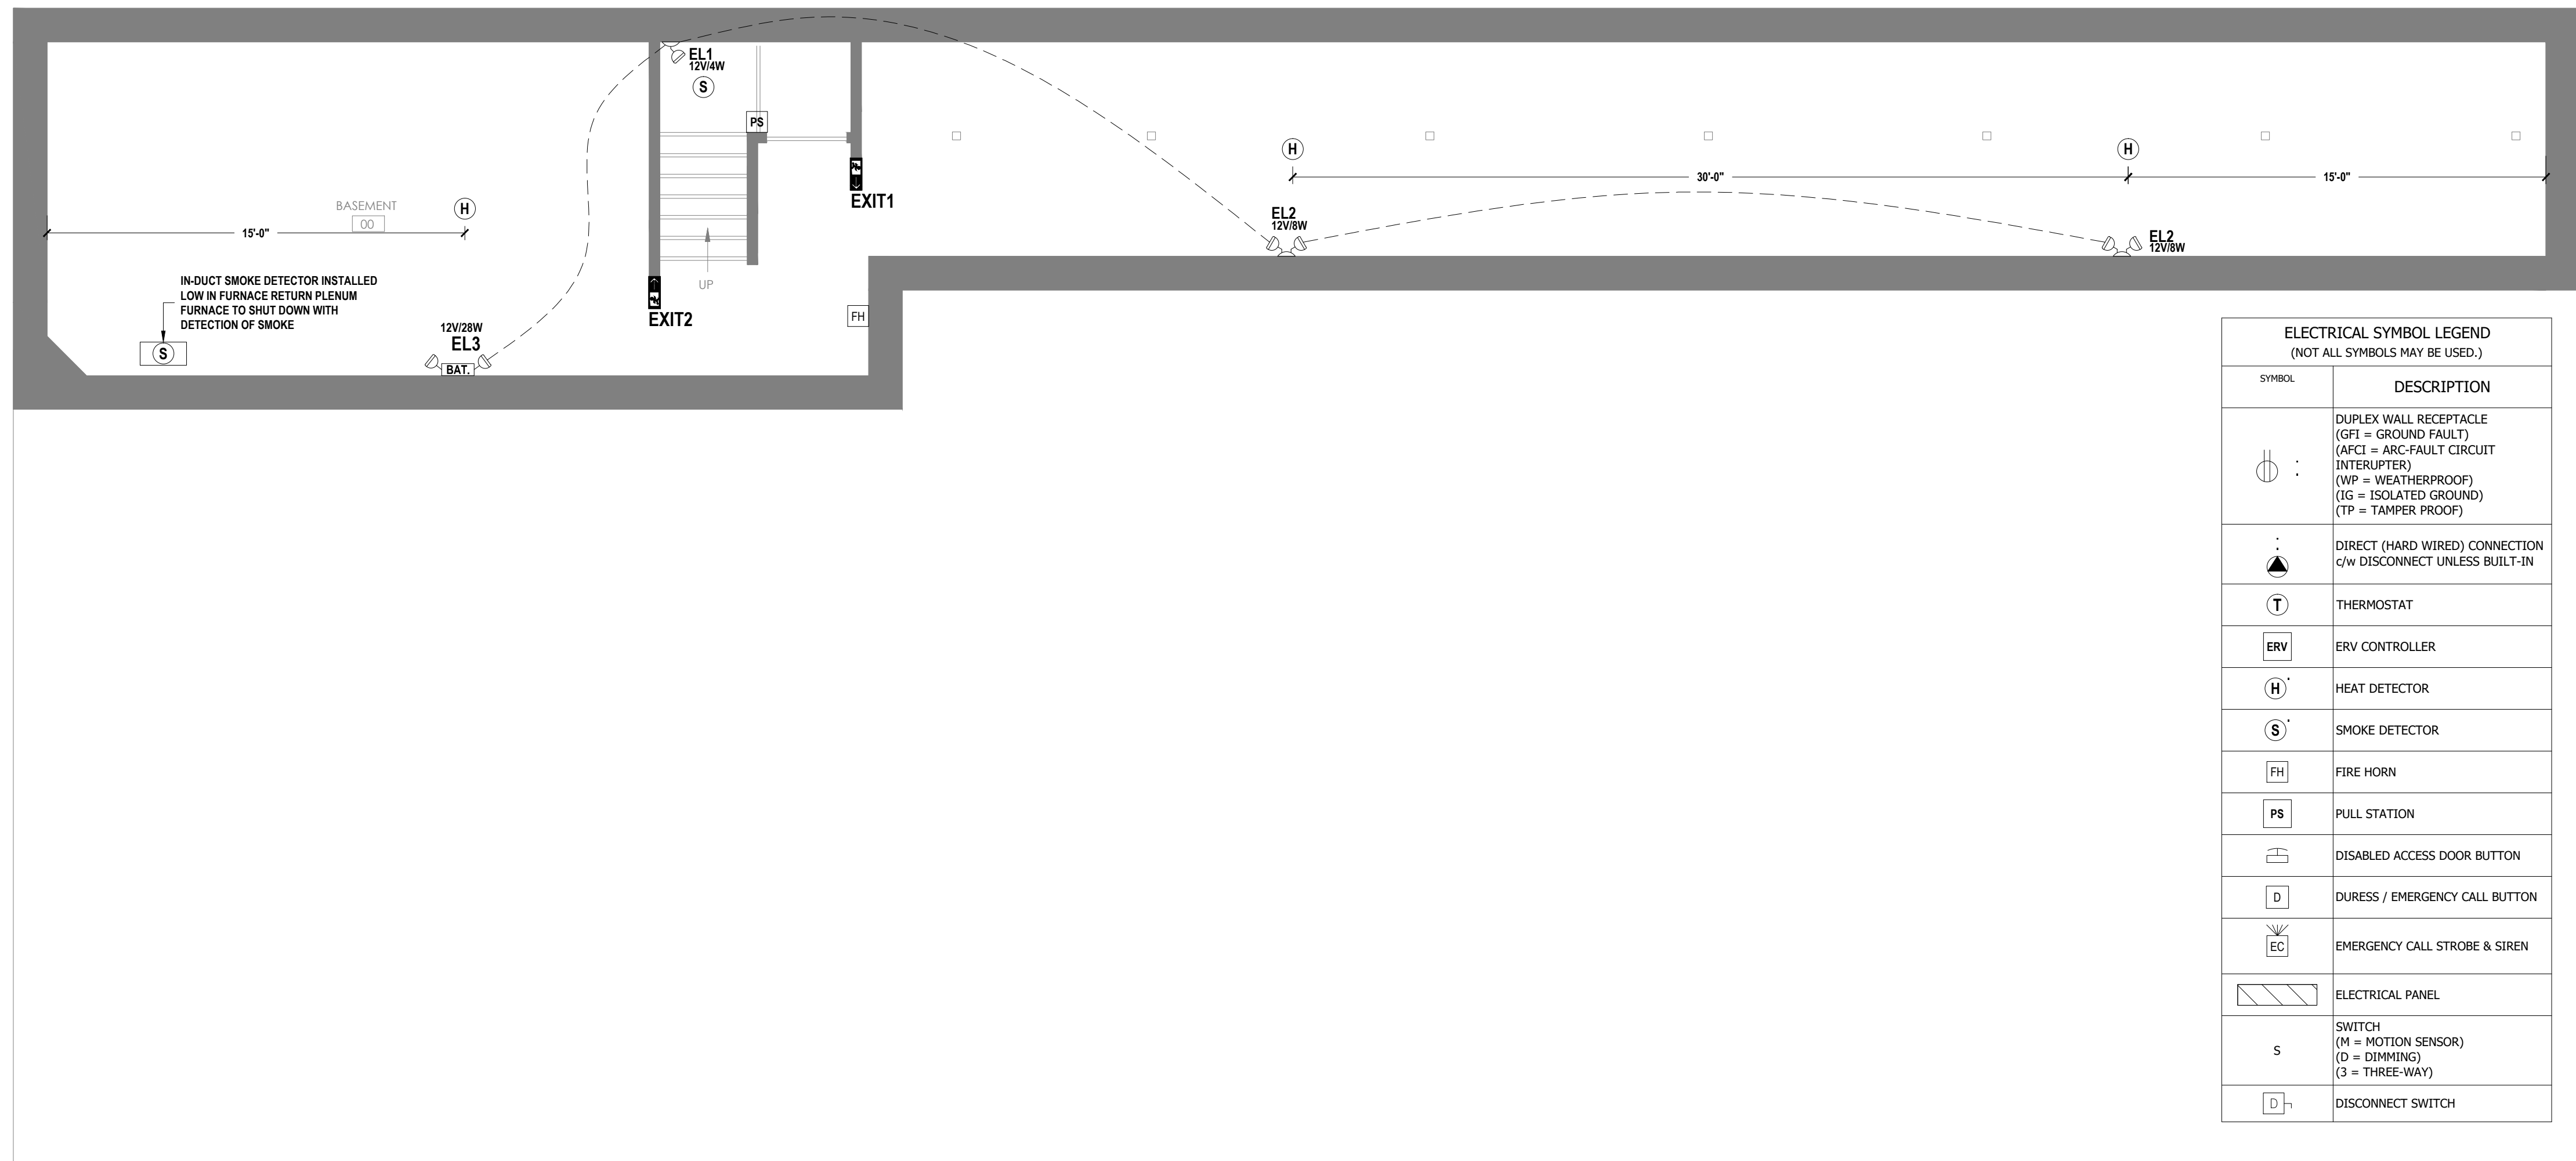 EL1
12V/4W
S
PS
EXIT1
H
H
30'-0"
15'-0"
BASEMENT
00
H
15'-0"
EL2
12V/8W
EL2
12V/8W
UP
IN-DUCT SMOKE DETECTOR INSTALLED
LOW IN FURNACE RETURN PLENUM
FURNACE TO SHUT DOWN WITH
DETECTION OF SMOKE
S
EXIT2
FH
12V/28W
EL3
BAT.
ELECTRICAL SYMBOL LEGEND
(NOT ALL SYMBOLS MAY BE USED.)
SYMBOL
DESCRIPTION
DUPLEX WALL RECEPTACLE
(GFI = GROUND FAULT)
(AFCI = ARC-FAULT CIRCUIT
INTERUPTER)
(WP = WEATHERPROOF)
(IG = ISOLATED GROUND)
(TP = TAMPER PROOF)
DIRECT (HARD WIRED) CONNECTION
c/w DISCONNECT UNLESS BUILT-IN
T
THERMOSTAT
ERV
ERV CONTROLLER
H
HEAT DETECTOR
S
SMOKE DETECTOR
FH
FIRE HORN
PS
PULL STATION
DISABLED ACCESS DOOR BUTTON
D
DURESS / EMERGENCY CALL BUTTON
EC
EMERGENCY CALL STROBE & SIREN
ELECTRICAL PANEL
S
SWITCH
(M = MOTION SENSOR)
(D = DIMMING)
(3 = THREE-WAY)
D
DISCONNECT SWITCH